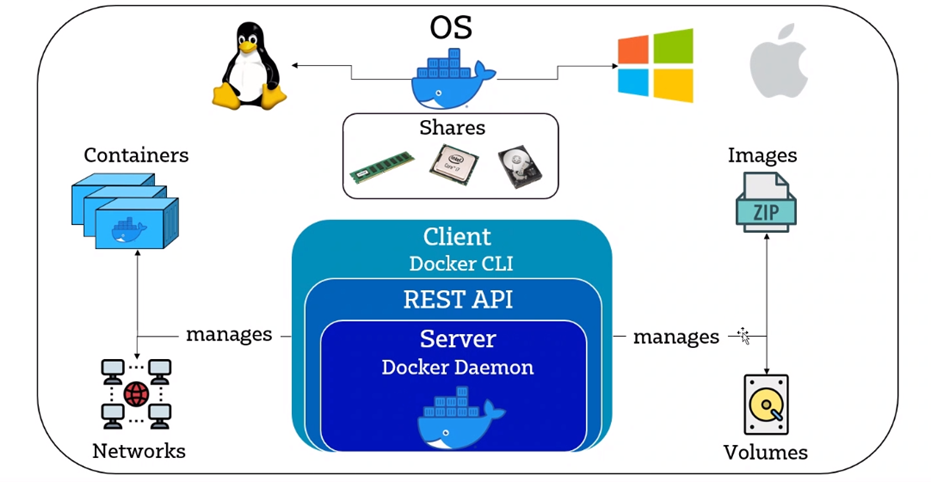 OS
Shares
Containers
Images
ZIP
Client
Docker CLI
REST API
manages
Server
manages
Docker Daemon
Networks
Volumes